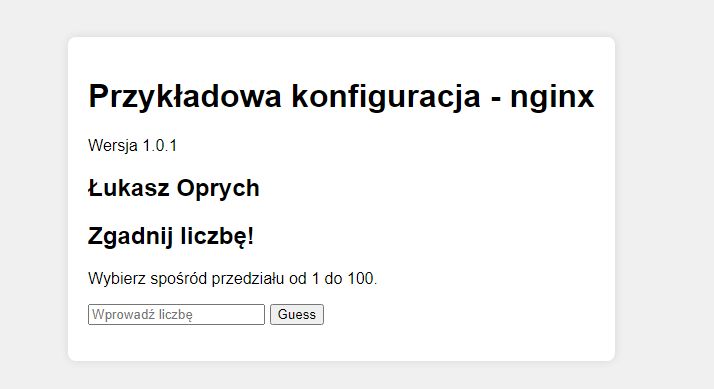 Przykładowa konfiguracja - nginx
Wersja 1.0.1
Łukasz Oprych
Zgadnij liczbę!
Wybierz spośród przedziału od 1 do 100.
Wprowadź liczbę Guess